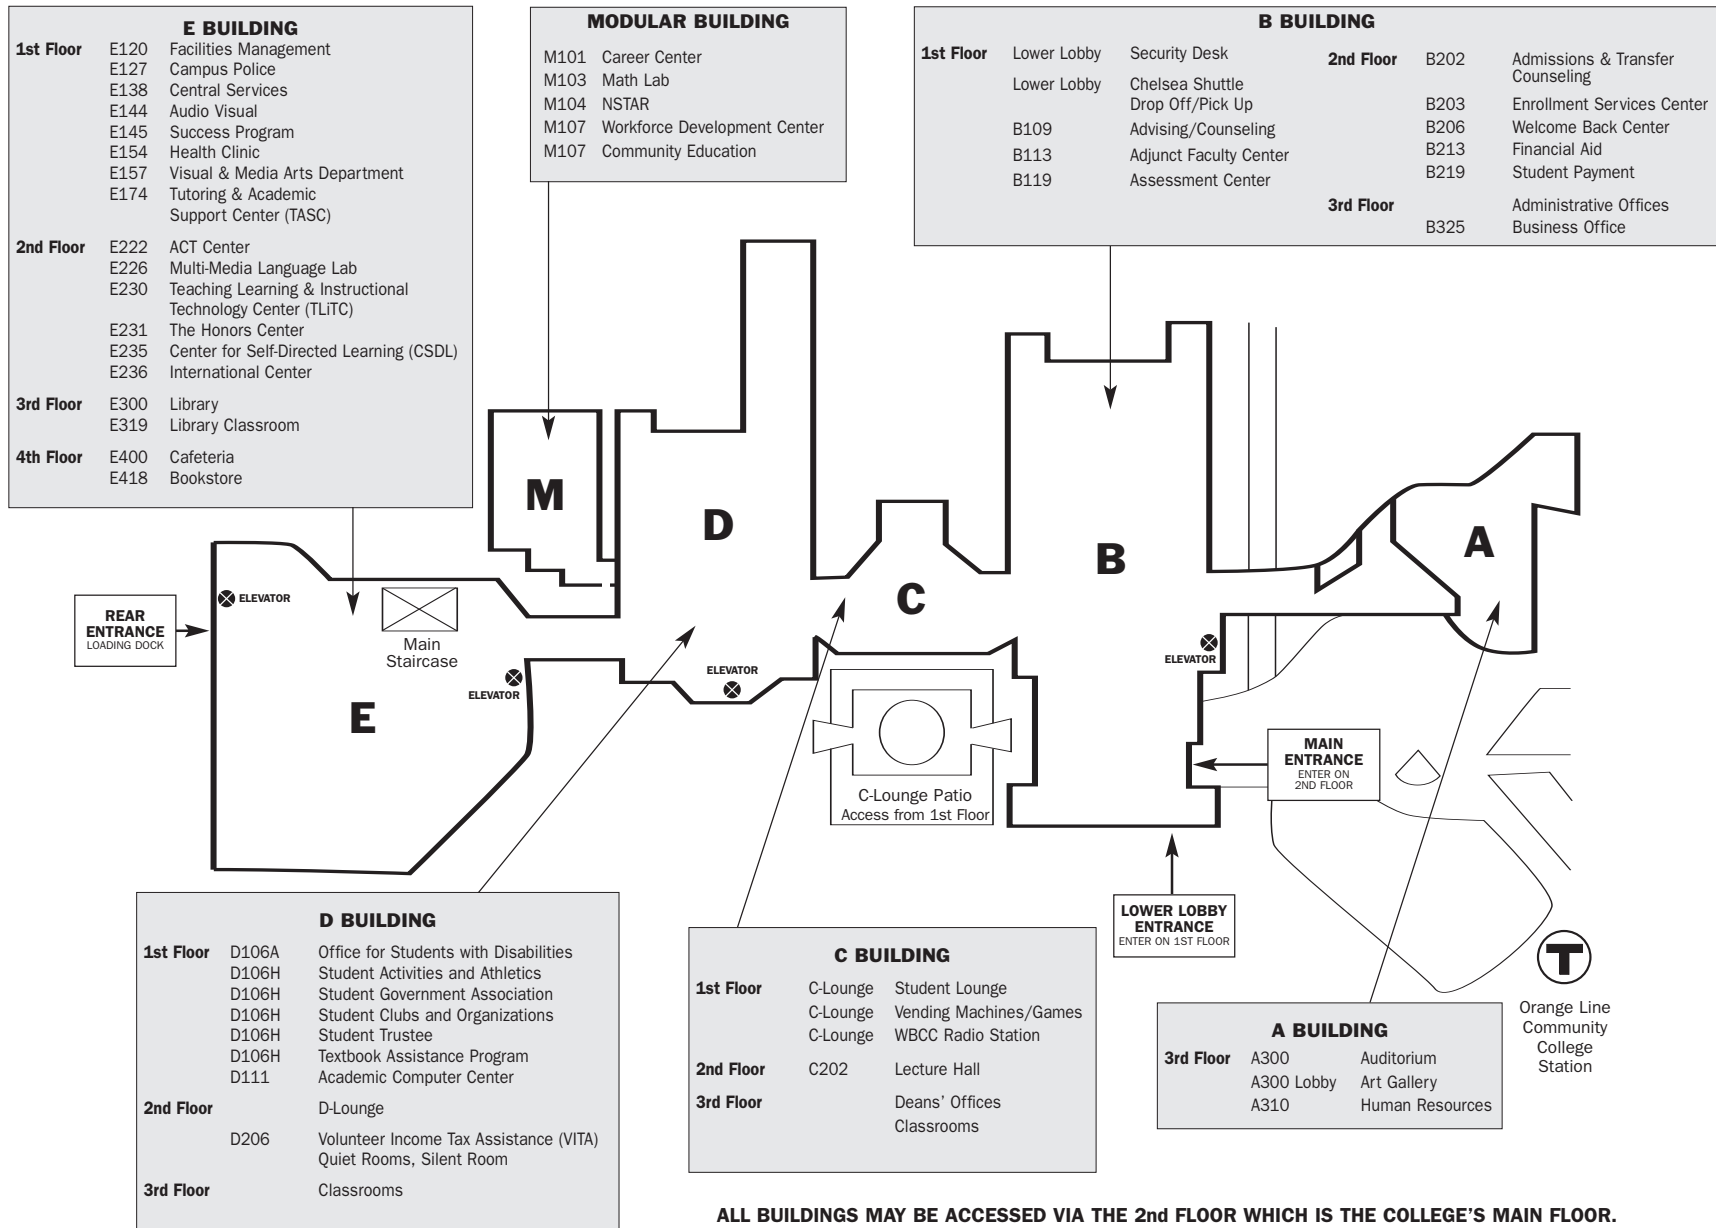 E BUILDING
1st Floor E120 Facilities Management
E127 Campus Police
E138 Central Services
E144 Audio Visual
E145 Success Program
E154 Health Clinic
E157 Visual & Media Arts Department
E174 Tutoring & Academic
Support Center (TASC)
2nd Floor E222 ACT Center
E226 Multi-Media Language Lab
E230 Teaching Learning & Instructional
Technology Center (TLiTC)
E231 The Honors Center
E235 Center for Self-Directed Learning (CSDL)
E236 International Center
3rd Floor E300 Library
E319 Library Classroom
4th Floor E400 Cafeteria
E418 Bookstore
MODULAR BUILDING
M101 Career Center
M103 Math Lab
M104 NSTAR
M107 Workforce Development Center
M107 Community Education
B BUILDING
1st Floor Lower Lobby Security Desk
Lower Lobby Chelsea Shuttle
Drop Off/Pick Up
B109 Advising/Counseling
B113 Adjunct Faculty Center
B119 Assessment Center
2nd Floor B202 Admissions & Transfer
Counseling
B203 Enrollment Services Center
B206 Welcome Back Center
B213 Financial Aid
B219 Student Payment
3rd Floor Administrative Offices
B325 Business Office
M
D
C
B
A
E
REAR
ENTRANCE
LOADING DOCK
ELEVATOR
Main
Staircase
ELEVATOR
ELEVATOR
ELEVATOR
C-Lounge Patio
Access from 1st Floor
MAIN
ENTRANCE
ENTER ON
2ND FLOOR
LOWER LOBBY
ENTRANCE
ENTER ON 1ST FLOOR
T
Orange Line
Community
College
Station
D BUILDING
1st Floor D106A Office for Students with Disabilities
D106H Student Activities and Athletics
D106H Student Government Association
D106H Student Clubs and Organizations
D106H Student Trustee
D106H Textbook Assistance Program
D111 Academic Computer Center
2nd Floor D-Lounge
D206 Volunteer Income Tax Assistance (VITA)
Quiet Rooms, Silent Room
3rd Floor Classrooms
C BUILDING
1st Floor C-Lounge Student Lounge
C-Lounge Vending Machines/Games
C-Lounge WBCC Radio Station
2nd Floor C202 Lecture Hall
3rd Floor Deans' Offices
Classrooms
A BUILDING
3rd Floor A300 Auditorium
A300 Lobby Art Gallery
A310 Human Resources
ALL BUILDINGS MAY BE ACCESSED VIA THE 2nd FLOOR WHICH IS THE COLLEGE'S MAIN FLOOR.